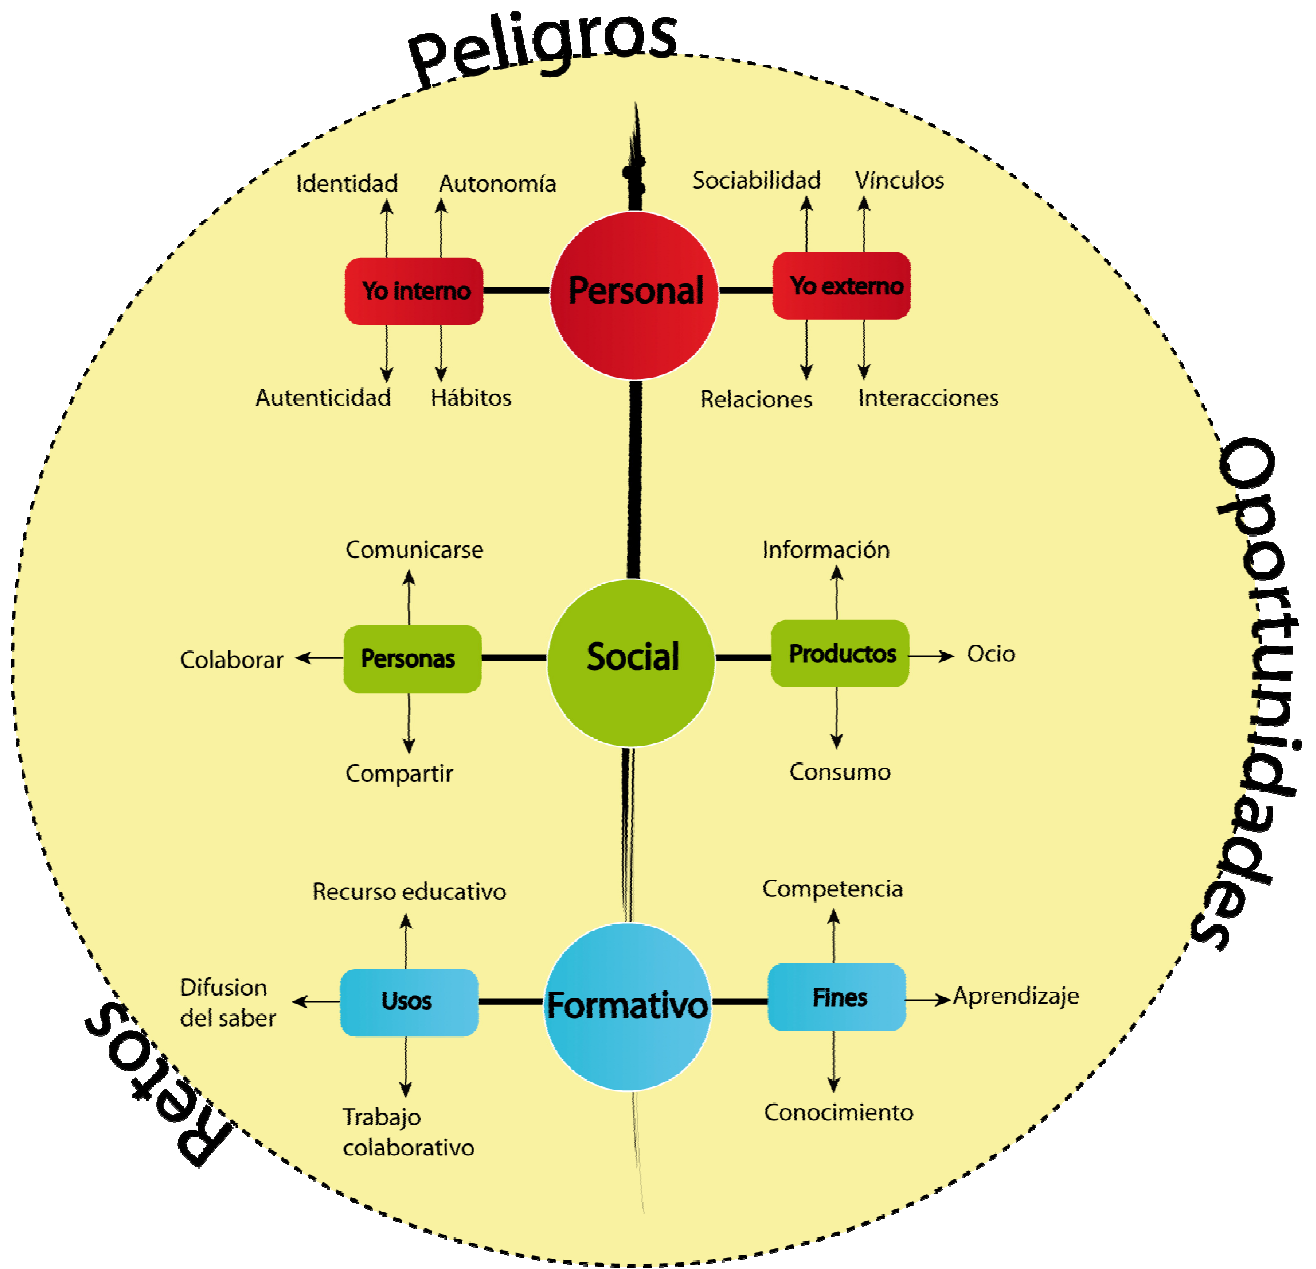 Peligros
Identidad
Autonomía
Sociabilidad
Vínculos
Yo interno
Personal
Yo externo
Autenticidad
Hábitos
Relaciones
Interacciones
Oportunidades
Comunicarse
Información
Colaborar
Personas
Social
Productos
Ocio
Compartir
Consumo
Recurso educativo
Competencia
Difusion
del saber
Usos
Formativo
Fines
Aprendizaje
Retos
Trabajo
colaborativo
Conocimiento